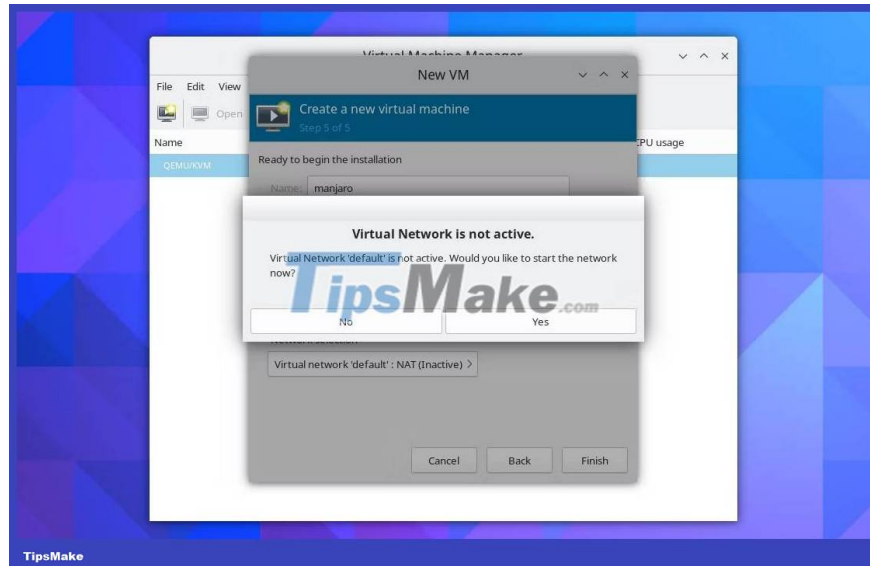 Virtual Machine Manager
New VM
File Edit View
Open
Create a new virtual machine
Step 5 of 5
Name CPU usage
QEMU/KVM
Ready to begin the installation
Name: manjaro
Virtual Network is not active.
Virtual Network 'default' is not active. Would you like to start the network
now?
TipsMake.com
No Yes
Network selection
Virtual network 'default' : NAT (Inactive)
Cancel Back Finish
TipsMake